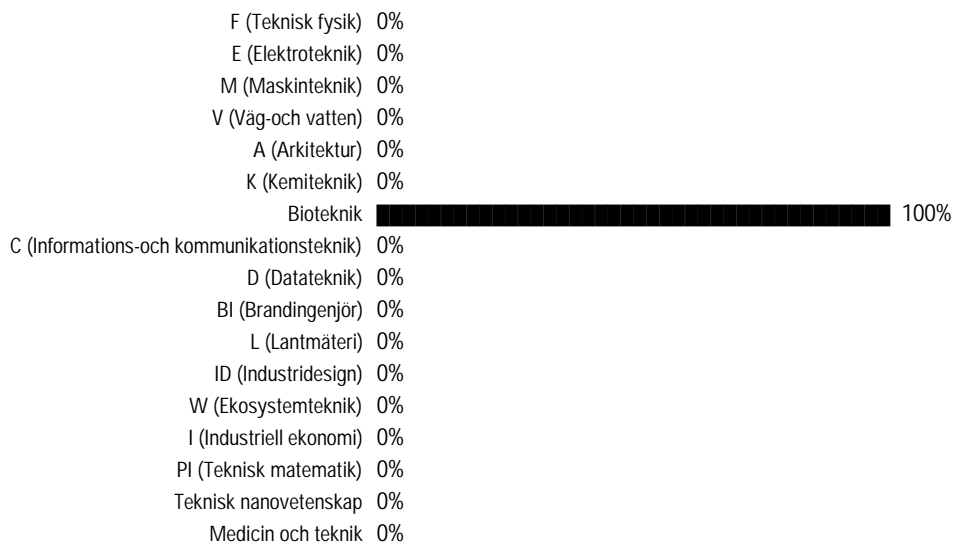 F (Teknisk fysik) 0%
E (Elektroteknik) 0%
M (Maskinteknik) 0%
V (Väg-och vatten) 0%
A (Arkitektur) 0%
K (Kemiteknik) 0%
Bioteknik 100%
C (Informations-och kommunikationsteknik) 0%
D (Datateknik) 0%
BI (Brandingenjör) 0%
L (Lantmäteri) 0%
ID (Industridesign) 0%
W (Ekosystemteknik) 0%
I (Industriell ekonomi) 0%
PI (Teknisk matematik) 0%
Teknisk nanovetenskap 0%
Medicin och teknik 0%